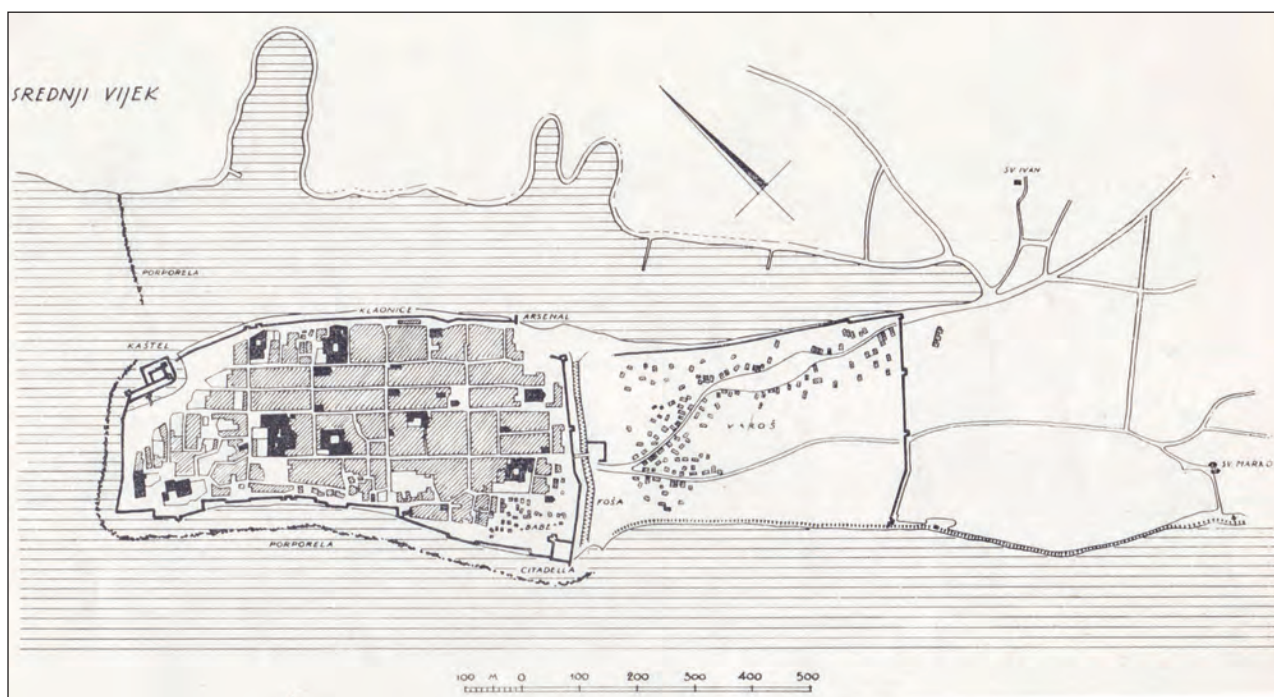 SREDNJI VIJEK
SV. IVAN
PORPORELA
KLAONICE
ARSENAL
KAŠTEL
VAROŠ
SV. MARKO
FOŠA
BABE
PORPORELA
CITADELLA
100 M 0 100 200 300 400 500